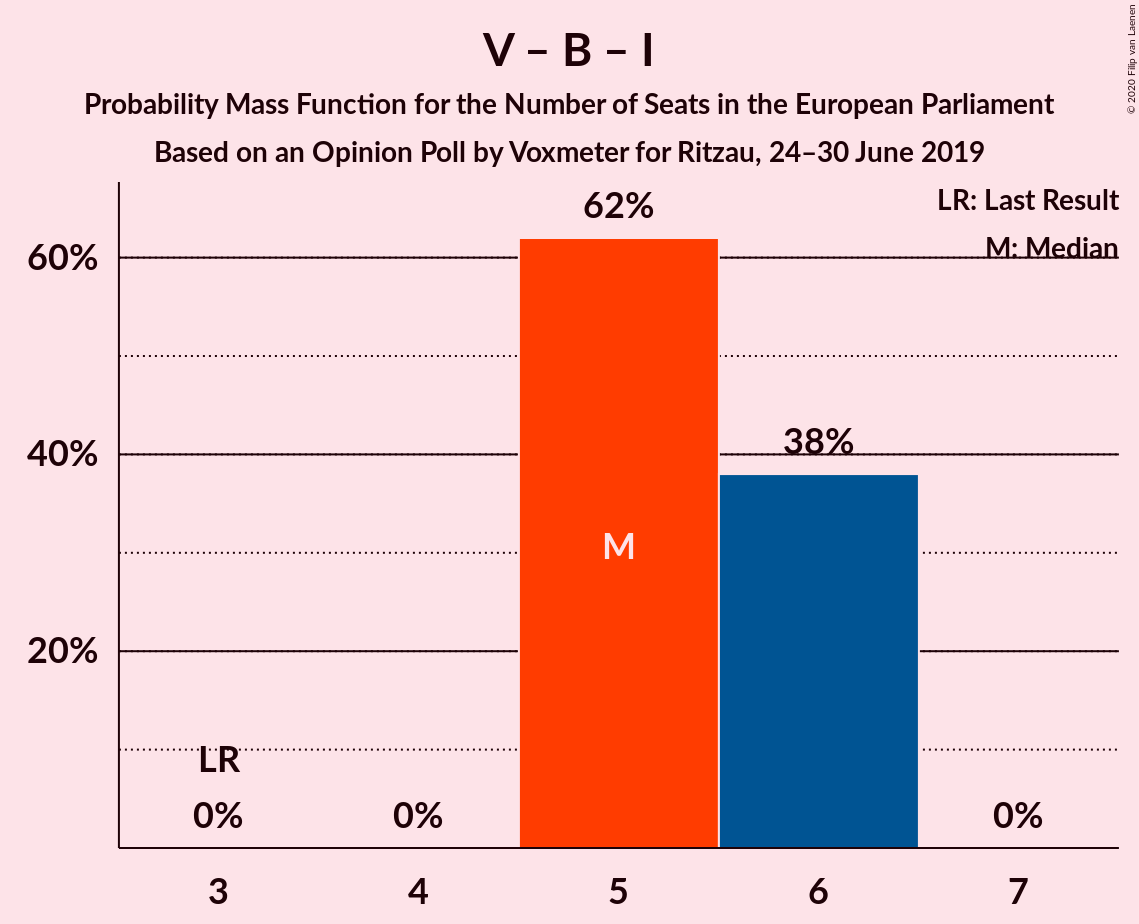 V – B – I
Probability Mass Function for the Number of Seats in the European Parliament
Based on an Opinion Poll by Voxmeter for Ritzau, 24–30 June 2019
© 2020 Filip van Laenen
LR: Last Result
M: Median
62%
60%
38%
40%
M
20%
LR
0%
0%
0%
3
4
5
6
7